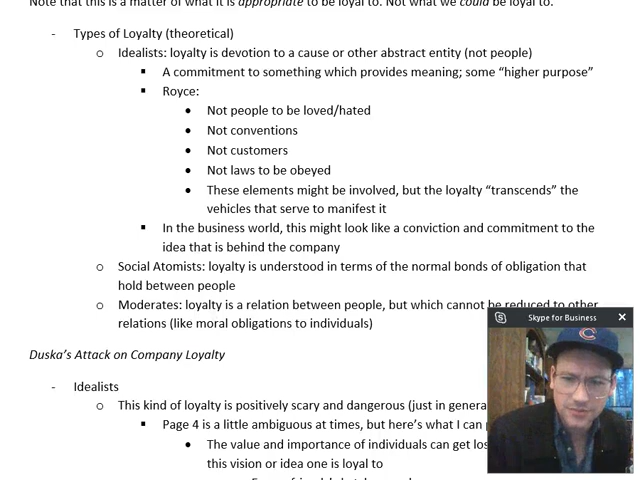 Note that this is a matter of what it is appropriate to be loyal to. Not what we could be loyal to.
- Types of Loyalty (theoretical)
o Idealists: loyalty is devotion to a cause or other abstract entity (not people)
▪ A commitment to something which provides meaning; some “higher purpose”
▪ Royce:
• Not people to be loved/hated
• Not conventions
• Not customers
• Not laws to be obeyed
• These elements might be involved, but the loyalty “transcends” the
vehicles that serve to manifest it
▪ In the business world, this might look like a conviction and commitment to the
idea that is behind the company
o Social Atomists: loyalty is understood in terms of the normal bonds of obligation that
hold between people
o Moderates: loyalty is a relation between people, but which cannot be reduced to other
relations (like moral obligations to individuals)
Skype for Business
Duska’s Attack on Company Loyalty
- Idealists
o This kind of loyalty is positively scary and dangerous (just in genera
▪ Page 4 is a little ambiguous at times, but here’s what I can
• The value and importance of individuals can get los
this vision or idea one is loyal to